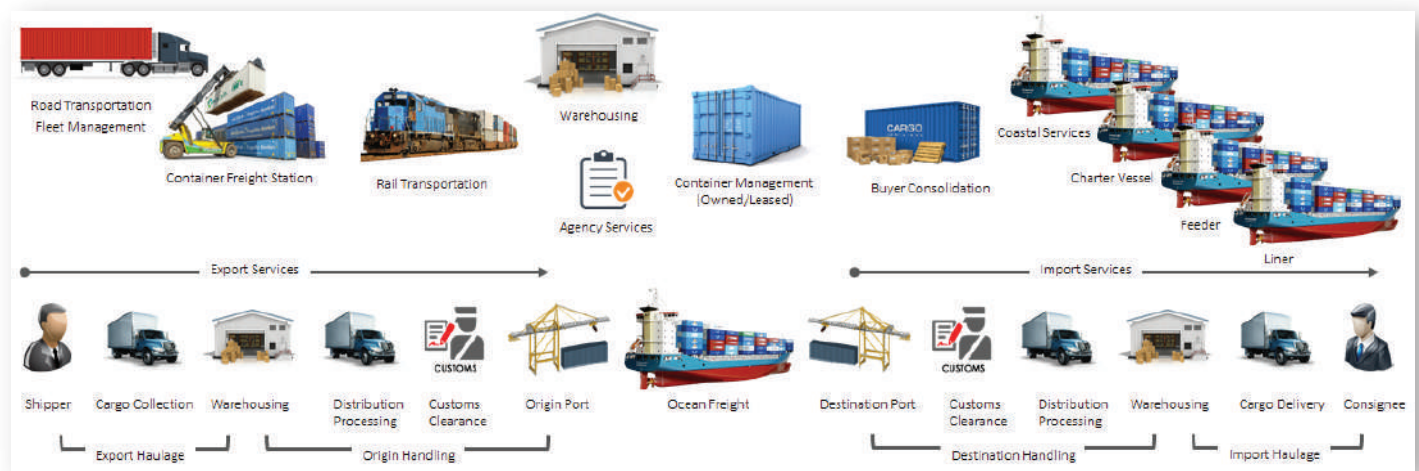 Road Transportation
Fleet Management
Container Freight Station
Rail Transportation
Warehousing
Agency Services
Container Management
(Owned/Leased)
CARGO
Buyer Consolidation
Coastal Services
Charter Vessel
Feeder
Liner
Export Services
Import Services
CUSTOMS
CUSTOMS
Shipper
Cargo Collection
Warehousing
Distribution
Processing
Customs
Clearance
Origin Port
Ocean Freight
Destination Port
Customs
Clearance
Distribution
Processing
Warehousing
Cargo Delivery
Consignee
Export Haulage
Origin Handling
Destination Handling
Import Haulage